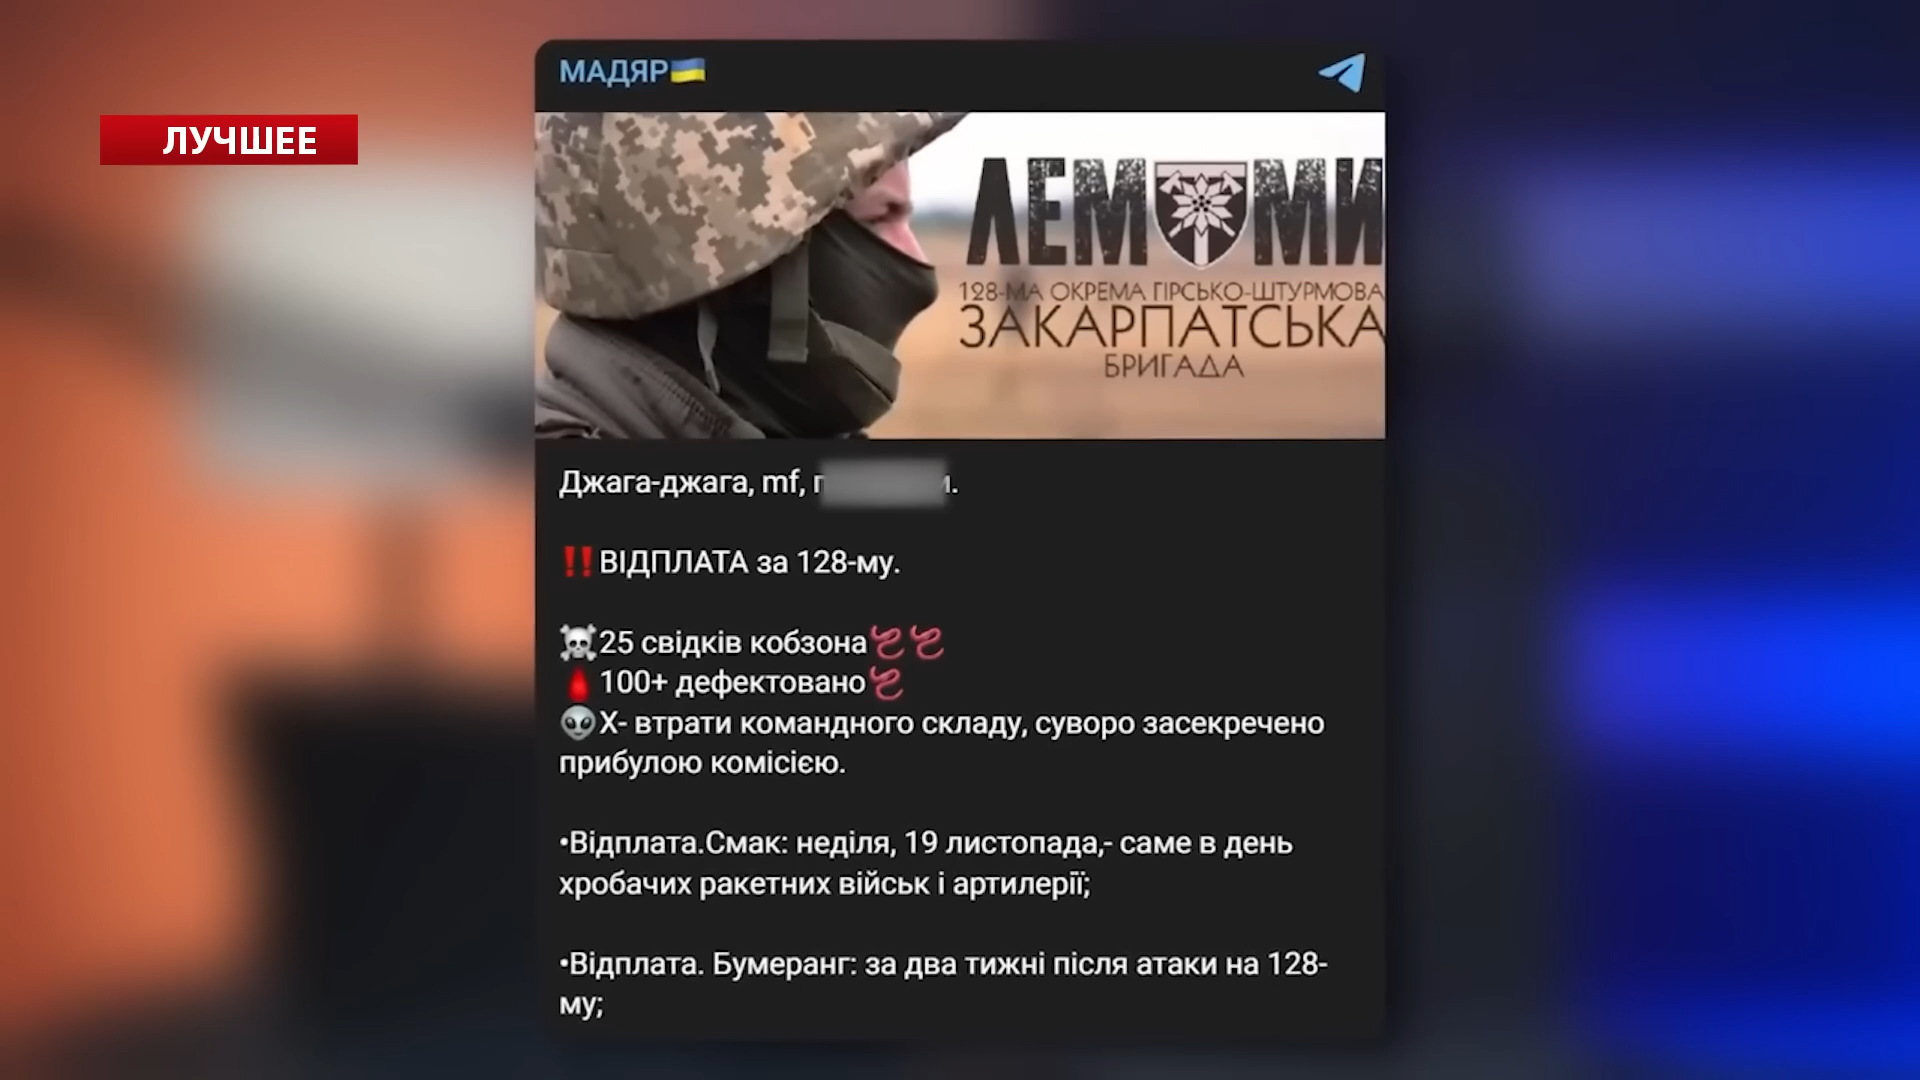 МАДЯР
ЛУЧШЕЕ
ЛЕМ МИ
128-МА ОКРЕМА ГІРСЬКО-ШТУРМОВА
ЗАКАРПАТСЬКА
БРИГАДА
Джага-джага, mf,
‼ВІДПЛАТА за 128-му.
25 свідків кобзона
100+ дефектовано
Х- втрати командного складу, суворо засекречено
прибулою комісією.
•Відплата.Смак: неділя, 19 листопада,- саме в день
хробачих ракетних військ і артилерії;
•Відплата. Бумеранг: за два тижні після атаки на 128-
му;